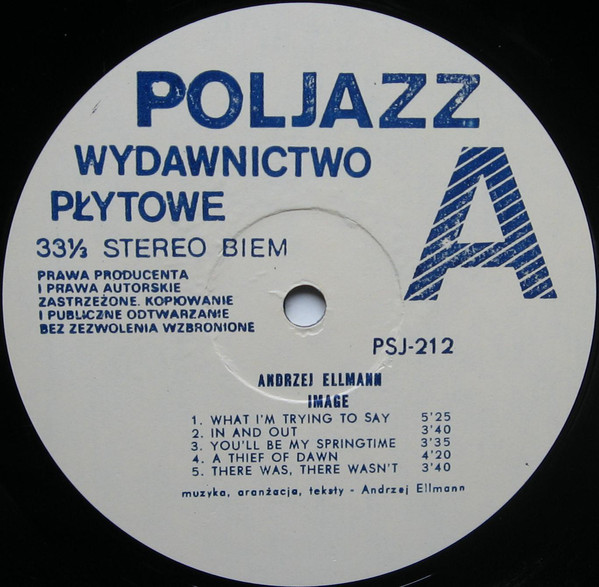 POLJAZZ
WYDAWNICTWO
PŁYTOWE
A
33⅓ STEREO BIEM
PRAWA PRODUCENTA
I PRAWA AUTORSKIE
ZASTRZEŻONE. KOPIOWANIE
I PUBLICZNE ODTWARZANIE
BEZ ZEZWOLENIA WZBRONIONE
PSJ-212
ANDRZEJ ELLMANN
IMAGE
1. WHAT I'M TRYING TO SAY 5'25
2. IN AND OUT 3'40
3. YOU'LL BE MY SPRINGTIME 3'35
4. A THIEF OF DAWN 4'20
5. THERE WAS, THERE WASN'T 3'40
muzyka, aranżacja, teksty - Andrzej Ellmann